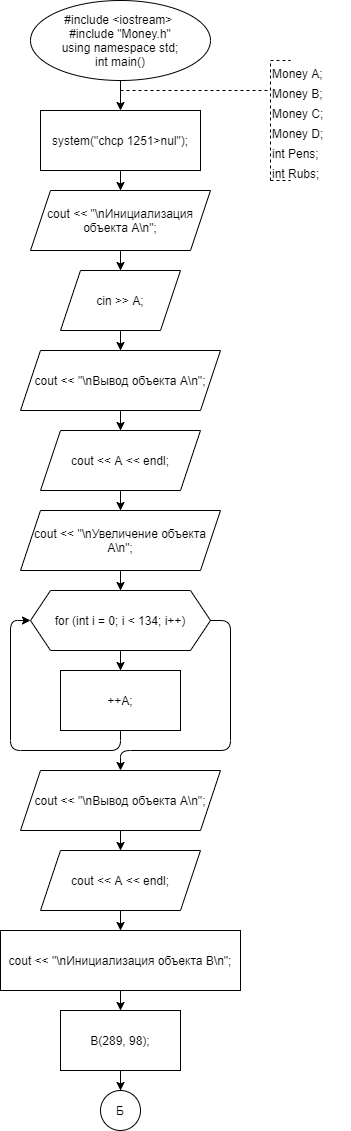 #include <iostream>
#include "Money.h"
using namespace std;
int main()
Money A;
Money B;
Money C;
Money D;
int Pens;
int Rubs;
system("chcp 1251>nul");
cout << "\nИнициализация
объекта A\n";
cin >> A;
cout << "\nВывод объекта A\n";
cout << A << endl;
cout << "\nУвеличение объекта
A\n";
for (int i = 0; i < 134; i++)
++A;
cout << "\nВывод объекта A\n";
cout << A << endl;
cout << "\nИнициализация объекта B\n";
B(289, 98);
Б